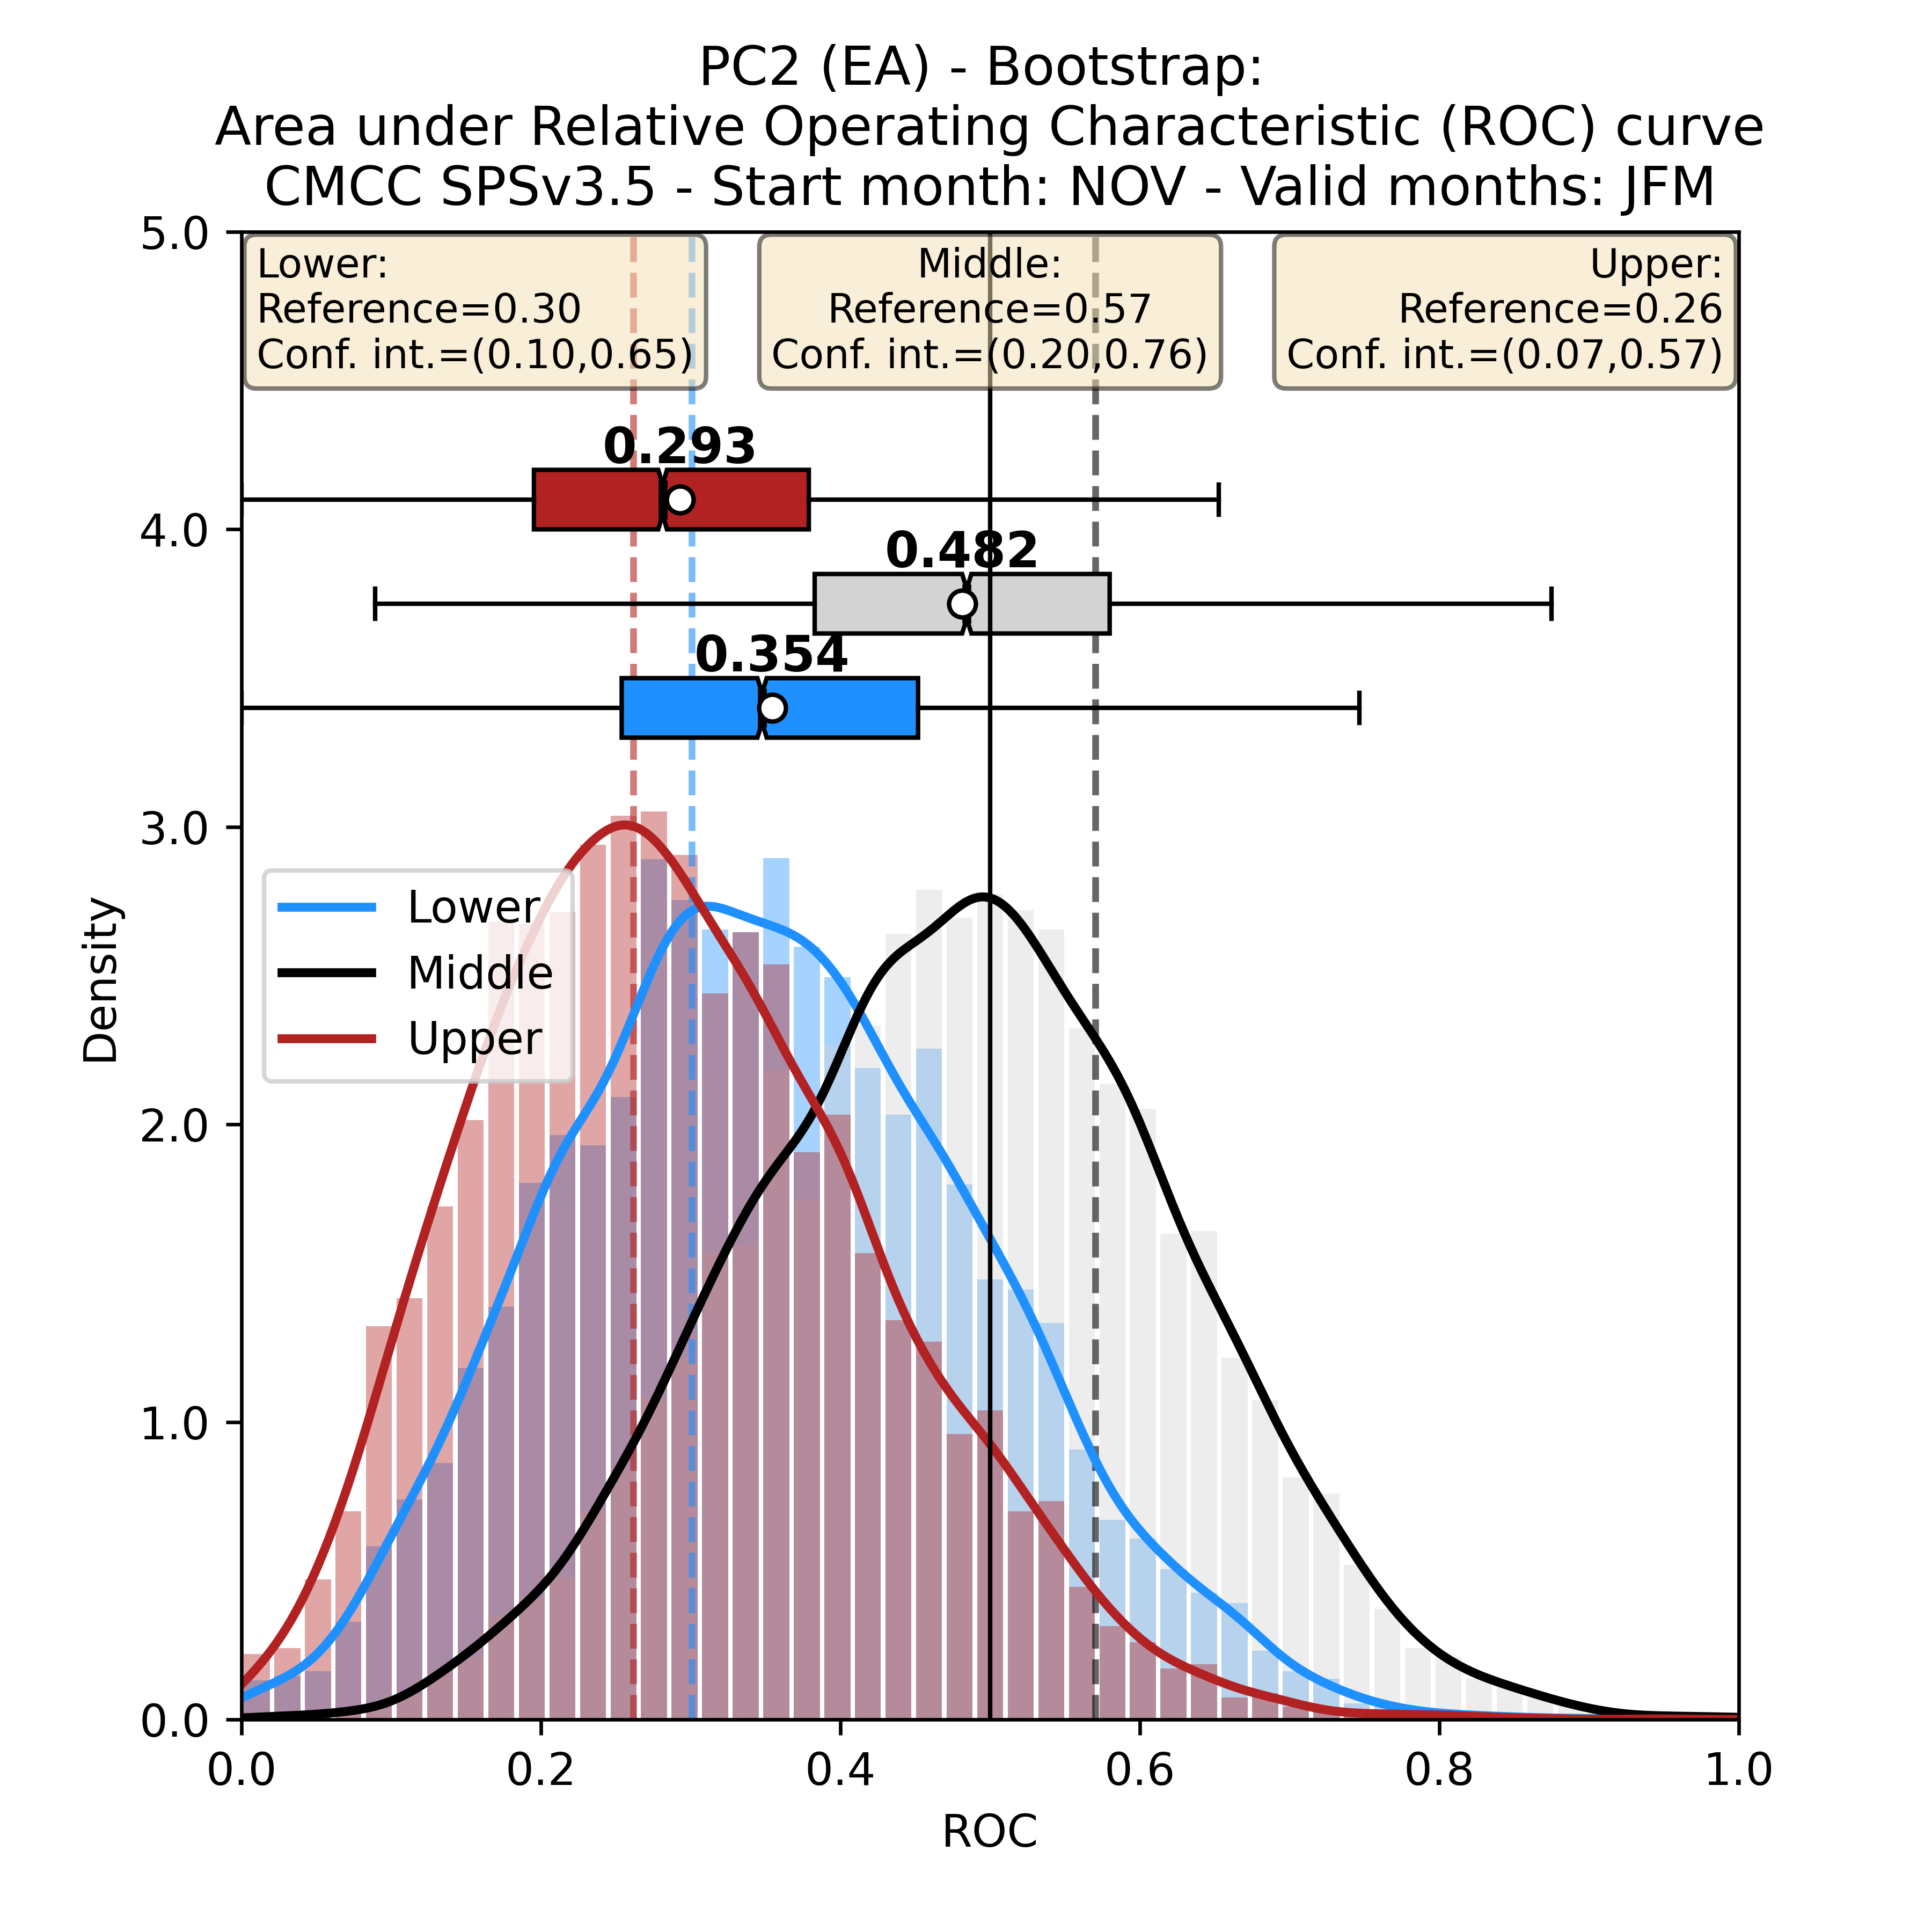 PC2 (EA) - Bootstrap:
Area under Relative Operating Characteristic (ROC) curve
CMCC SPSv3.5 - Start month: NOV - Valid months: JFM
Lower:
Reference=0.30
Conf. int.=(0.10,0.65)
Middle:
Reference=0.57
Conf. int.=(0.20,0.76)
Upper:
Reference=0.26
Conf. int.=(0.07,0.57)
0.293
0.482
0.354
Lower
Middle
Upper
Density
5.0
4.0
3.0
2.0
1.0
0.0
0.0 0.2 0.4 0.6 0.8 1.0
ROC